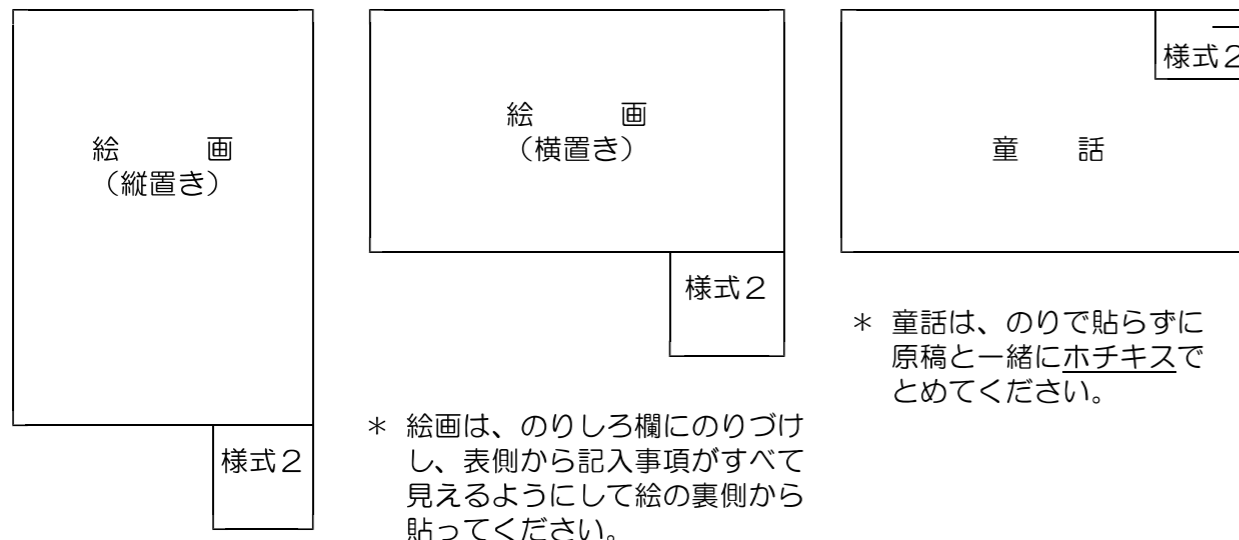 絵　　画
（縦置き）
様式２
絵　　画
（横置き）
様式２
＊ 絵画は、のりしろ欄にのりづけ
し、表側から記入事項がすべて
見えるようにして絵の裏側から
貼ってください。
様式２
童　話
＊ 童話は、のりで貼らずに
原稿と一緒にホチキスで
とめてください。